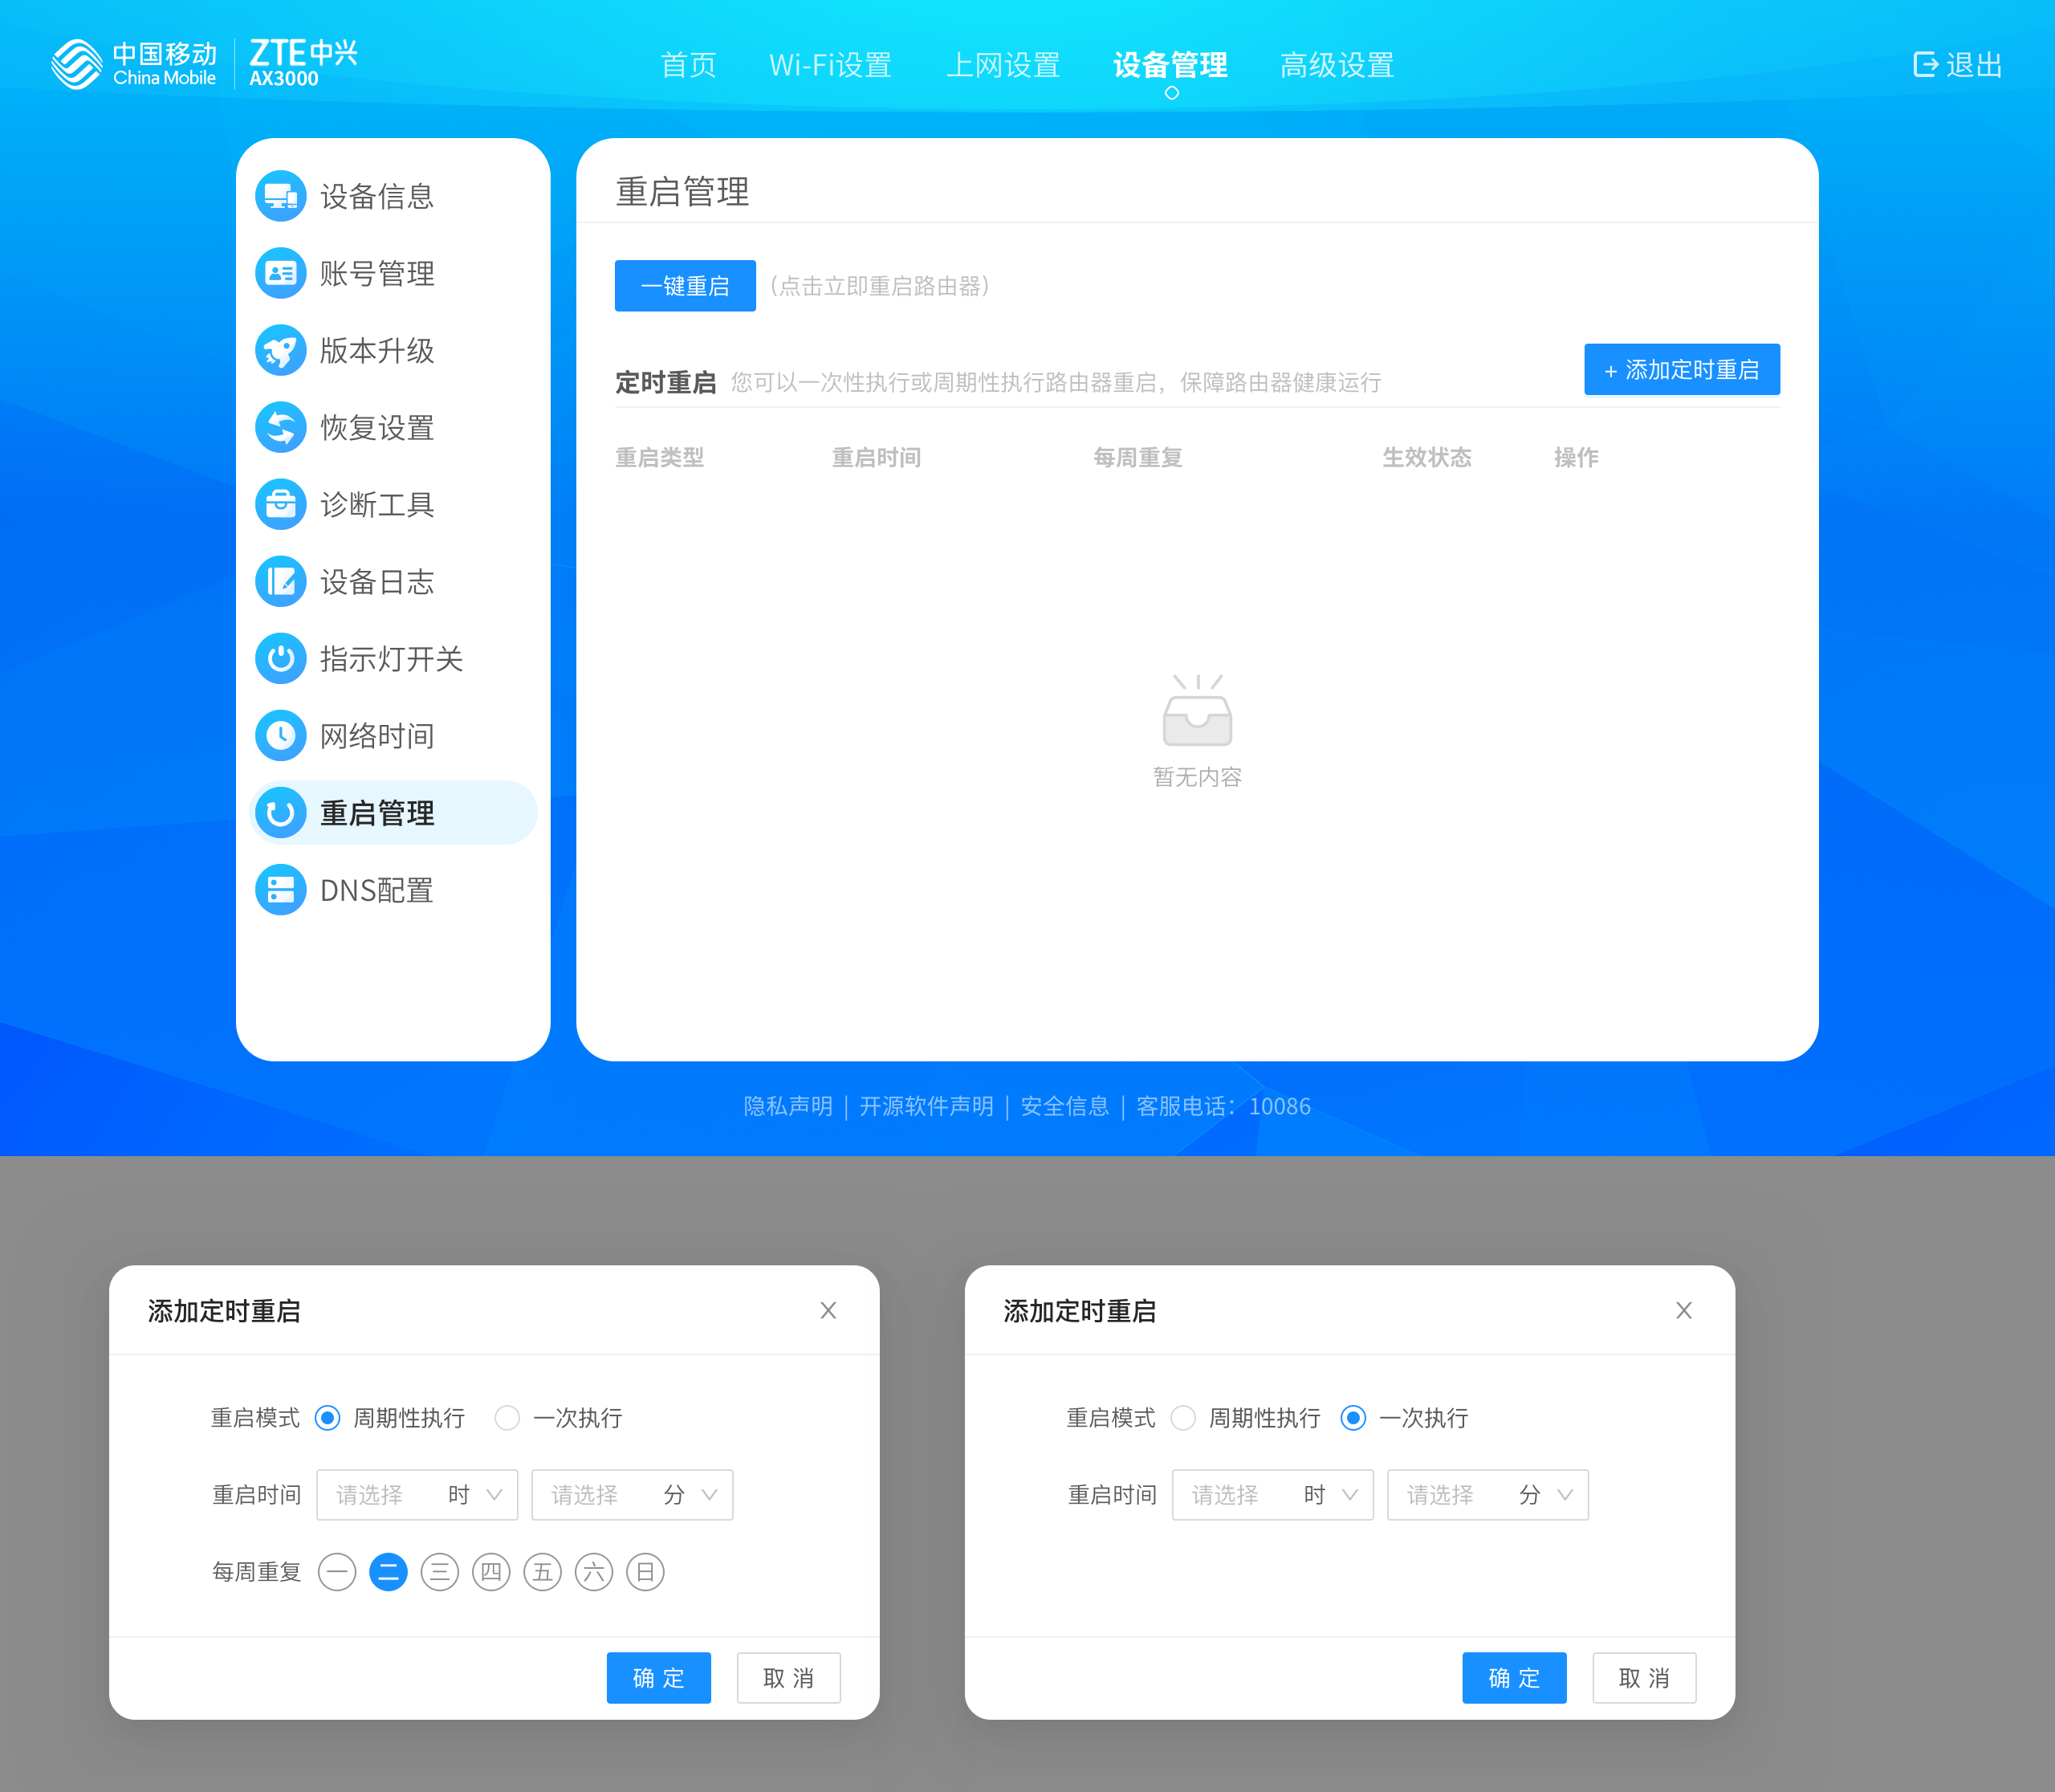 中国移动
China Mobile
ZTE中兴
AX3000
首页 Wi-Fi设置 上网设置 设备管理 高级设置
退出
设备信息
账号管理
版本升级
恢复设置
诊断工具
设备日志
指示灯开关
网络时间
重启管理
DNS配置
重启管理
一键重启 （点击立即重启路由器）
定时重启 您可以一次性执行或周期性执行路由器重启，保障路由器健康运行
+ 添加定时重启
重启类型 重启时间 每周重复 生效状态 操作
暂无内容
隐私声明 | 开源软件声明 | 安全信息 | 客服电话：10086
添加定时重启
重启模式 周期性执行 一次执行
重启时间 请选择 时 请选择 分
每周重复 一 二 三 四 五 六 日
确 定 取 消
添加定时重启
重启模式 周期性执行 一次执行
重启时间 请选择 时 请选择 分
确 定 取 消